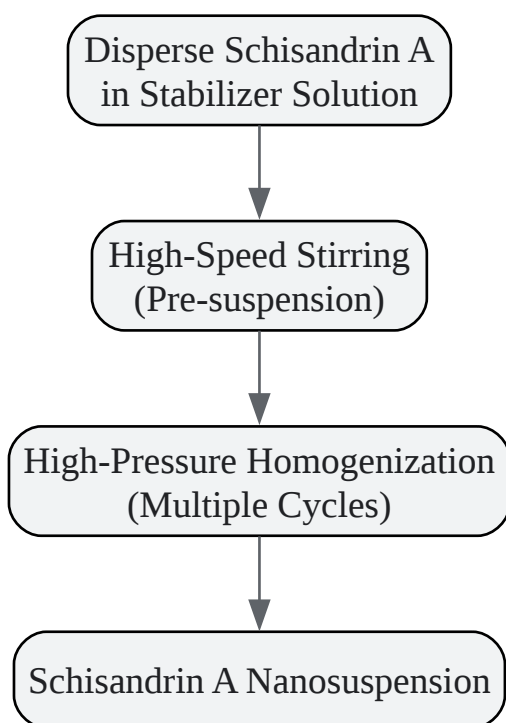 Disperse Schisandrin A
in Stabilizer Solution
High-Speed Stirring
(Pre-suspension)
High-Pressure Homogenization
(Multiple Cycles)
Schisandrin A Nanosuspension